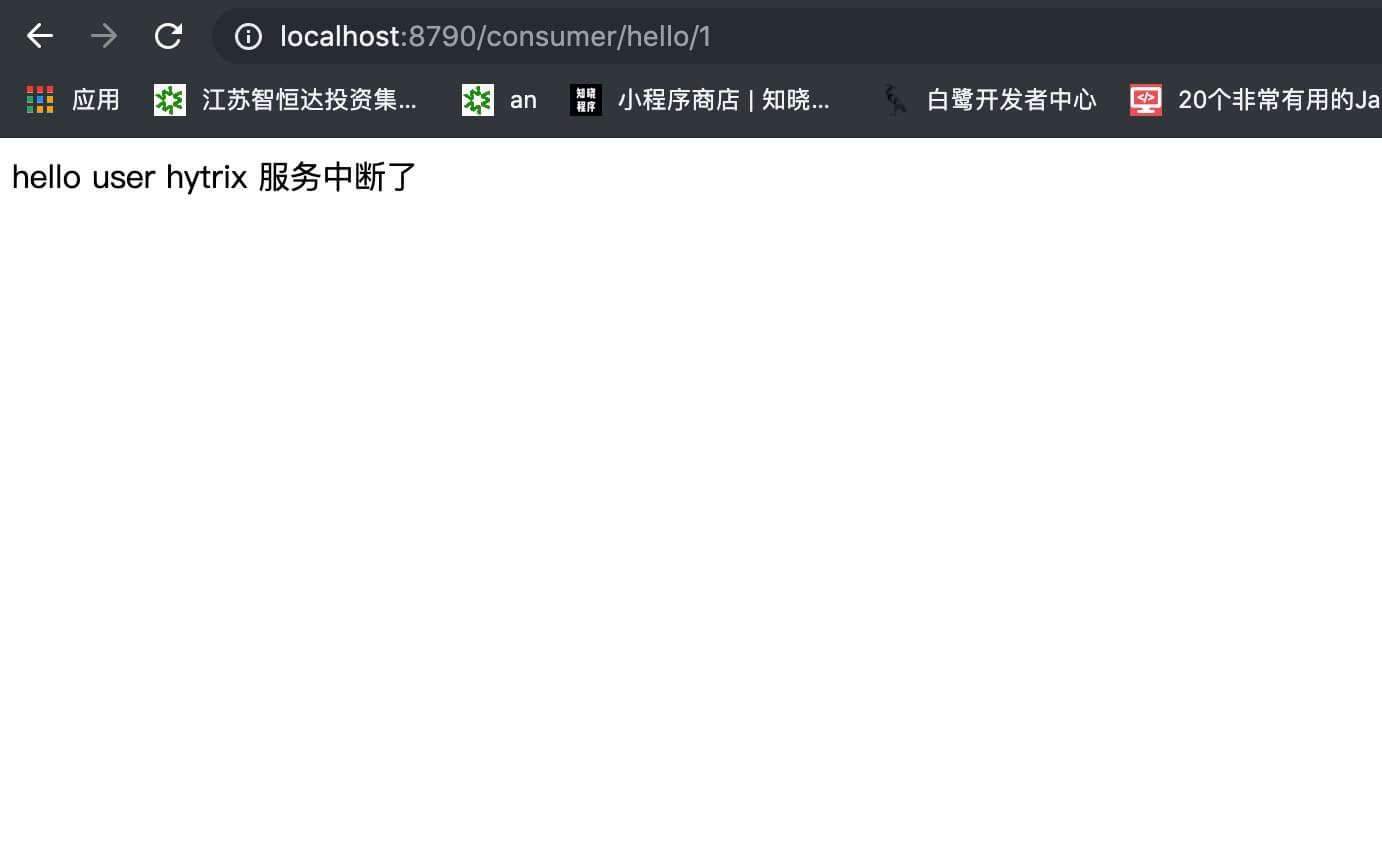 localhost:8790/consumer/hello/1
应用 江苏智恒达投资集... an 知晓程序 小程序商店 | 知晓... 白鹭开发者中心 </> 20个非常有用的Ja
hello user hytrix 服务中断了